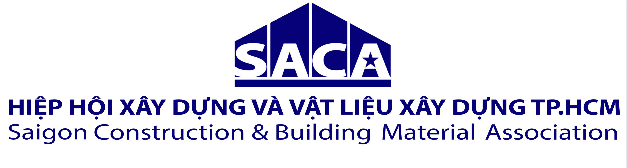 SACA
HIỆP HỘI XÂY DỰNG VÀ VẬT LIỆU XÂY DỰNG TP.HCM
Saigon Construction & Building Material Association